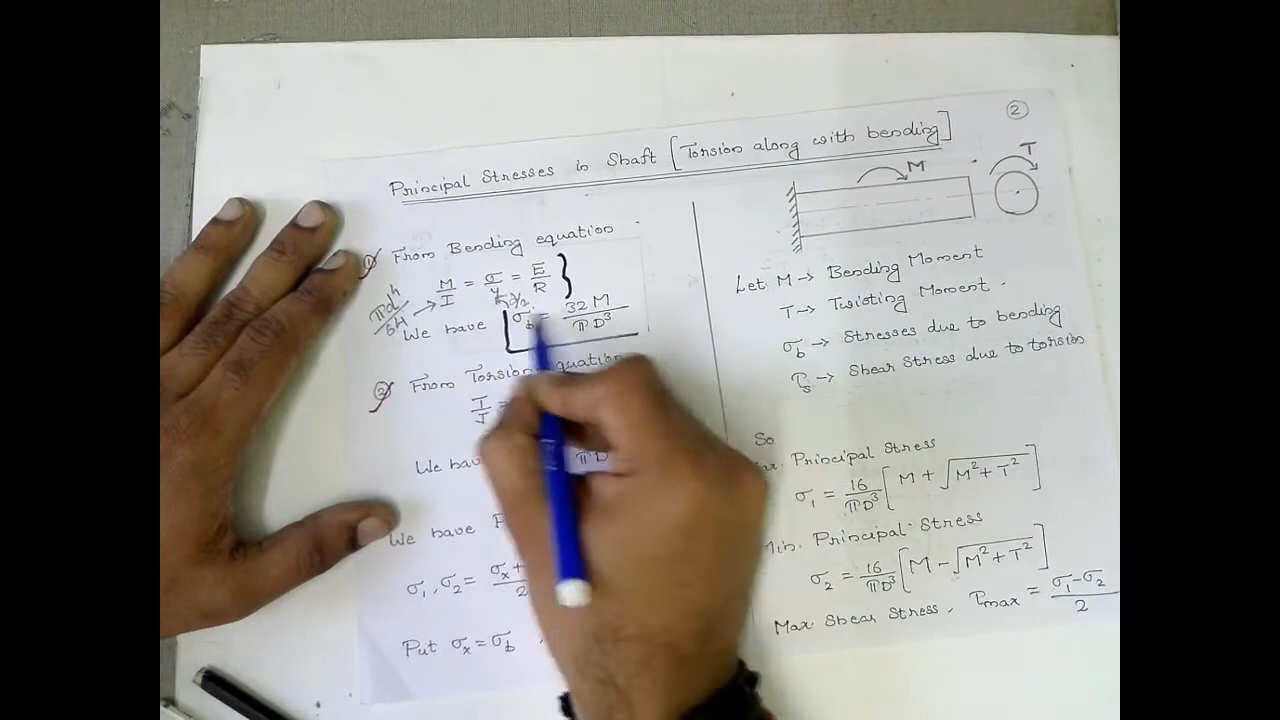 2
Principal Stresses in Shaft [Torsion along with bending]
M
T
① From Bending equation
M/I = σ/Y = E/R
πd⁴/64
We have σb = 32M/πD³
② From Torsion equation
T/J =
We have πD
We have
σ₁, σ₂ = σx + / 2
Put σx = σb
Let M → Bending Moment
T → Twisting Moment.
σb → Stresses due to bending
τs → Shear Stress due to torsion
So
Principal Stress
σ₁ = 16/πD³ [M + √M² + T²]
Min. Principal Stress
σ₂ = 16/πD³ [M - √M² + T²]
Max. Shear Stress, τmax = σ₁ - σ₂ / 2